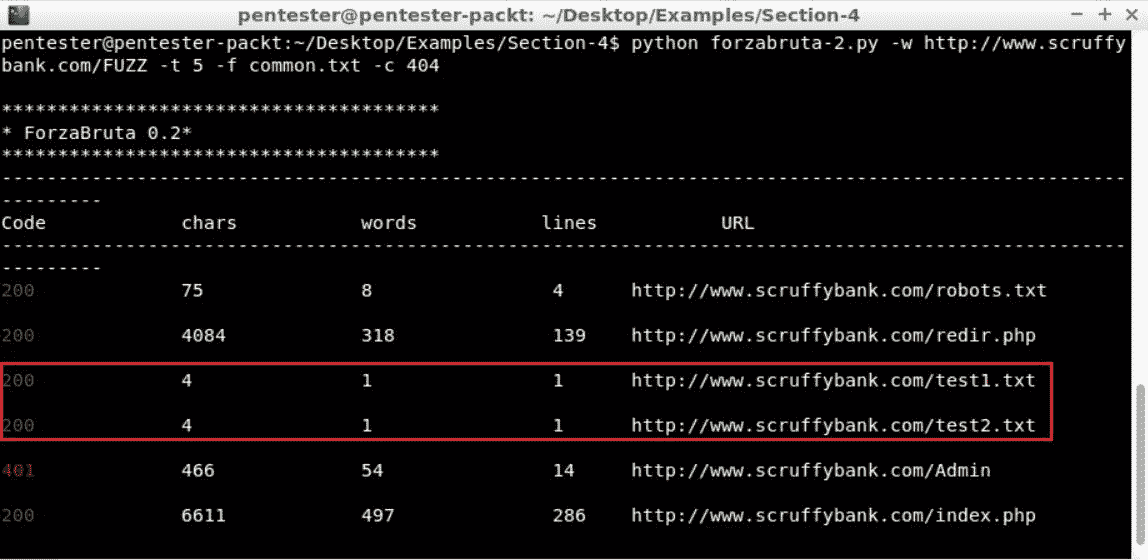 pentester@pentester-packt: ~/Desktop/Examples/Section-4
pentester@pentester-packt:~/Desktop/Examples/Section-4$ python forzabruta-2.py -w http://www.scruffy
bank.com/FUZZ -t 5 -f common.txt -c 404
***************************************
* ForzaBruta 0.2*
***************************************
----------------------------------------------------------------------------------------------------
---------
Code chars words lines URL
----------------------------------------------------------------------------------------------------
---------
200 75 8 4 http://www.scruffybank.com/robots.txt
200 4084 318 139 http://www.scruffybank.com/redir.php
200 4 1 1 http://www.scruffybank.com/test1.txt
200 4 1 1 http://www.scruffybank.com/test2.txt
401 466 54 14 http://www.scruffybank.com/Admin
200 6611 497 286 http://www.scruffybank.com/index.php